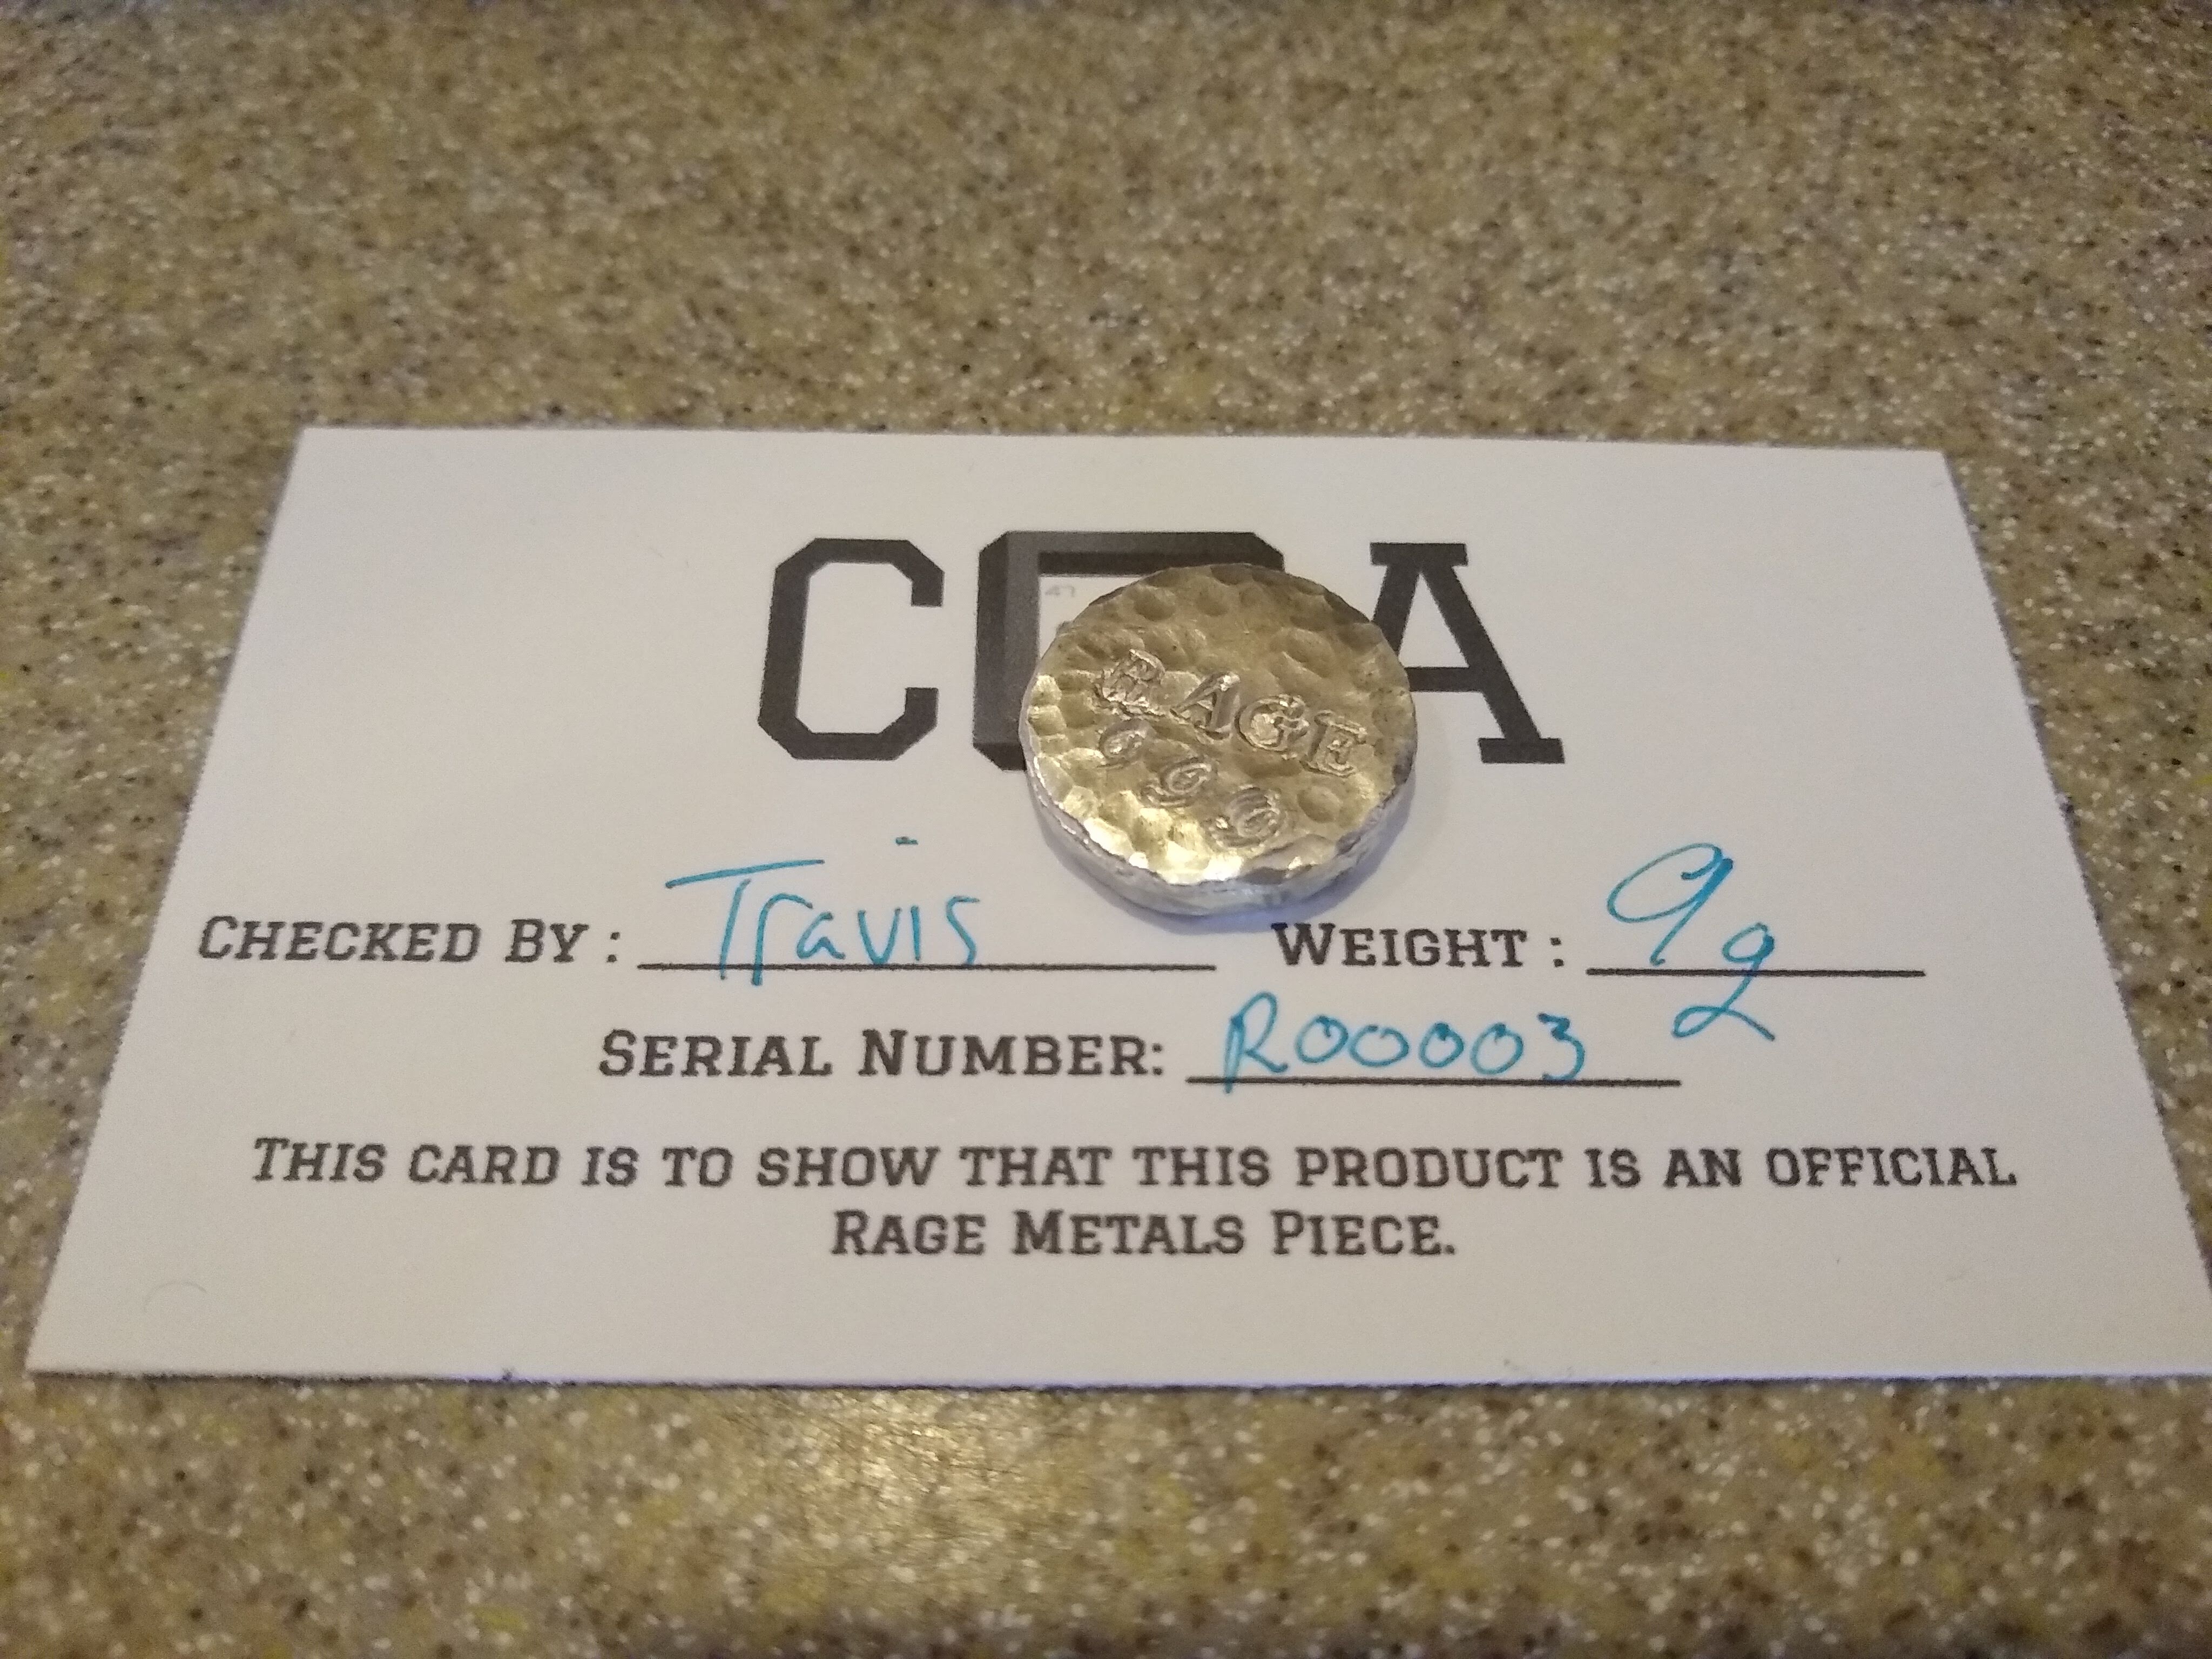 COA
RAGE
999
CHECKED BY : Travis WEIGHT : 9g
SERIAL NUMBER: R00003
THIS CARD IS TO SHOW THAT THIS PRODUCT IS AN OFFICIAL
RAGE METALS PIECE.